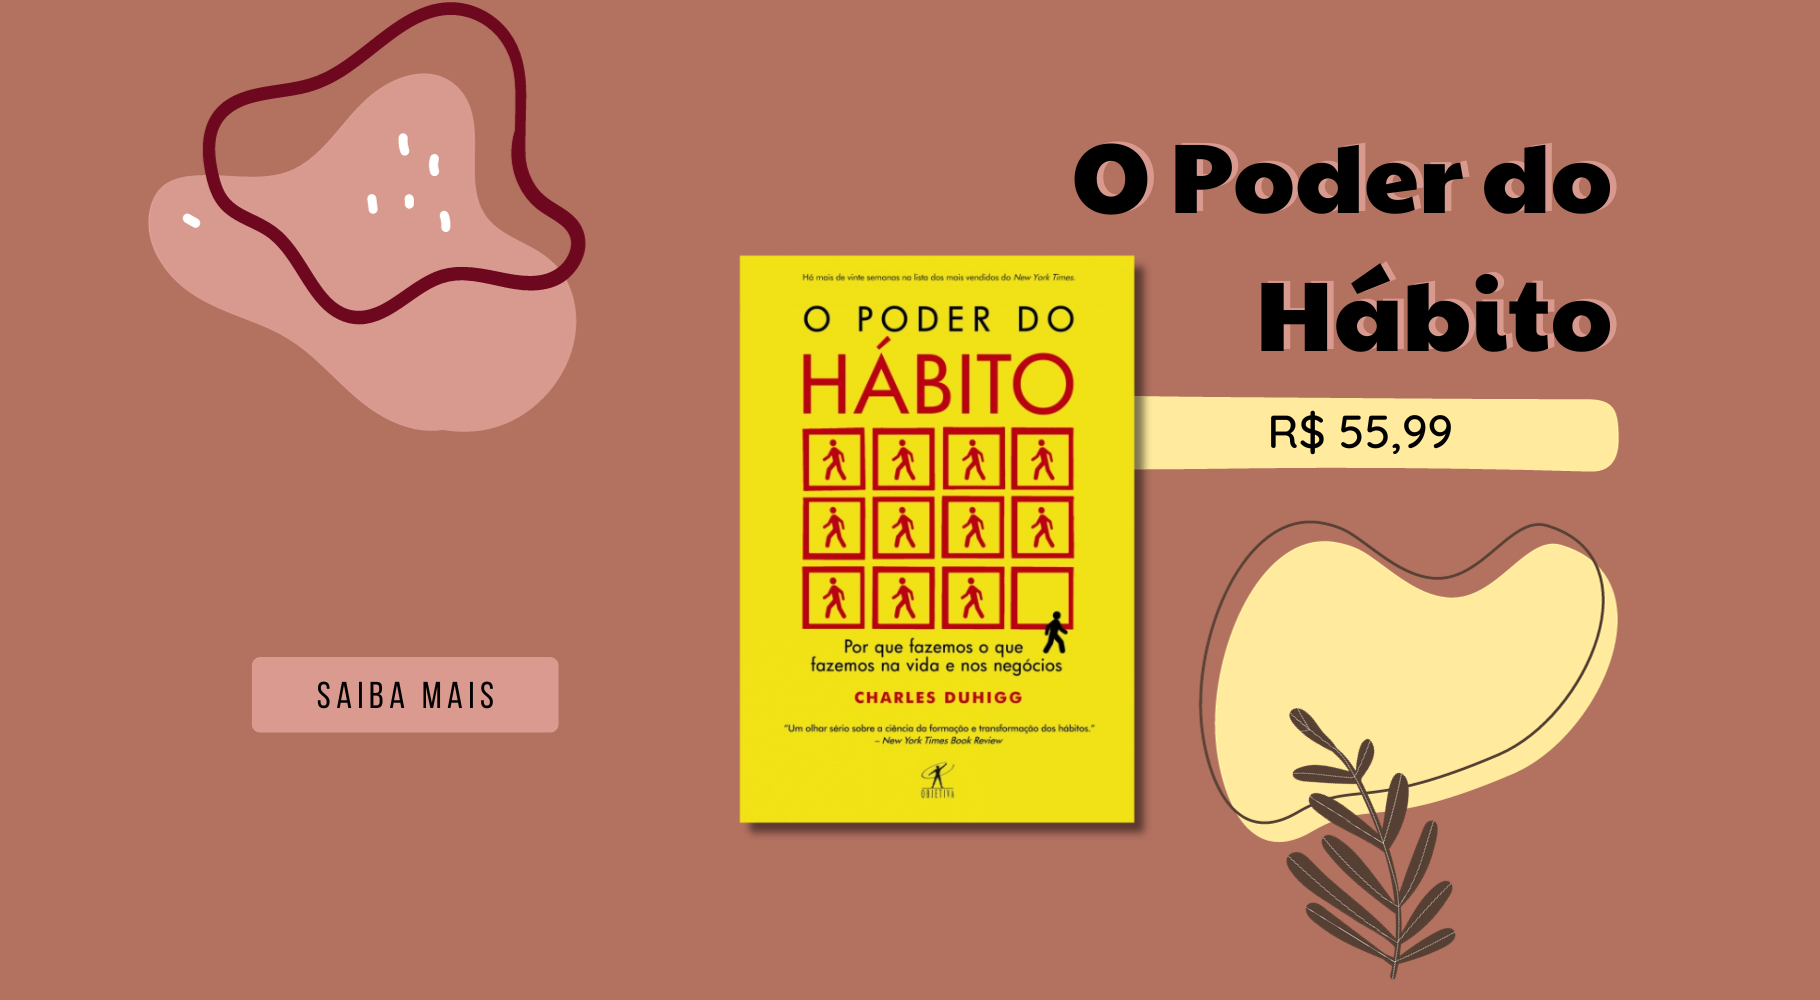 O Poder do
Hábito
R$ 55,99
Há mais de vinte semanas na lista dos mais vendidos do New York Times.
O PODER DO
HÁBITO
Por que fazemos o que
fazemos na vida e nos negócios
CHARLES DUHIGG
"Um olhar sério sobre a ciência da formação e transformação dos hábitos."
– New York Times Book Review
OBJETIVA
SAIBA MAIS